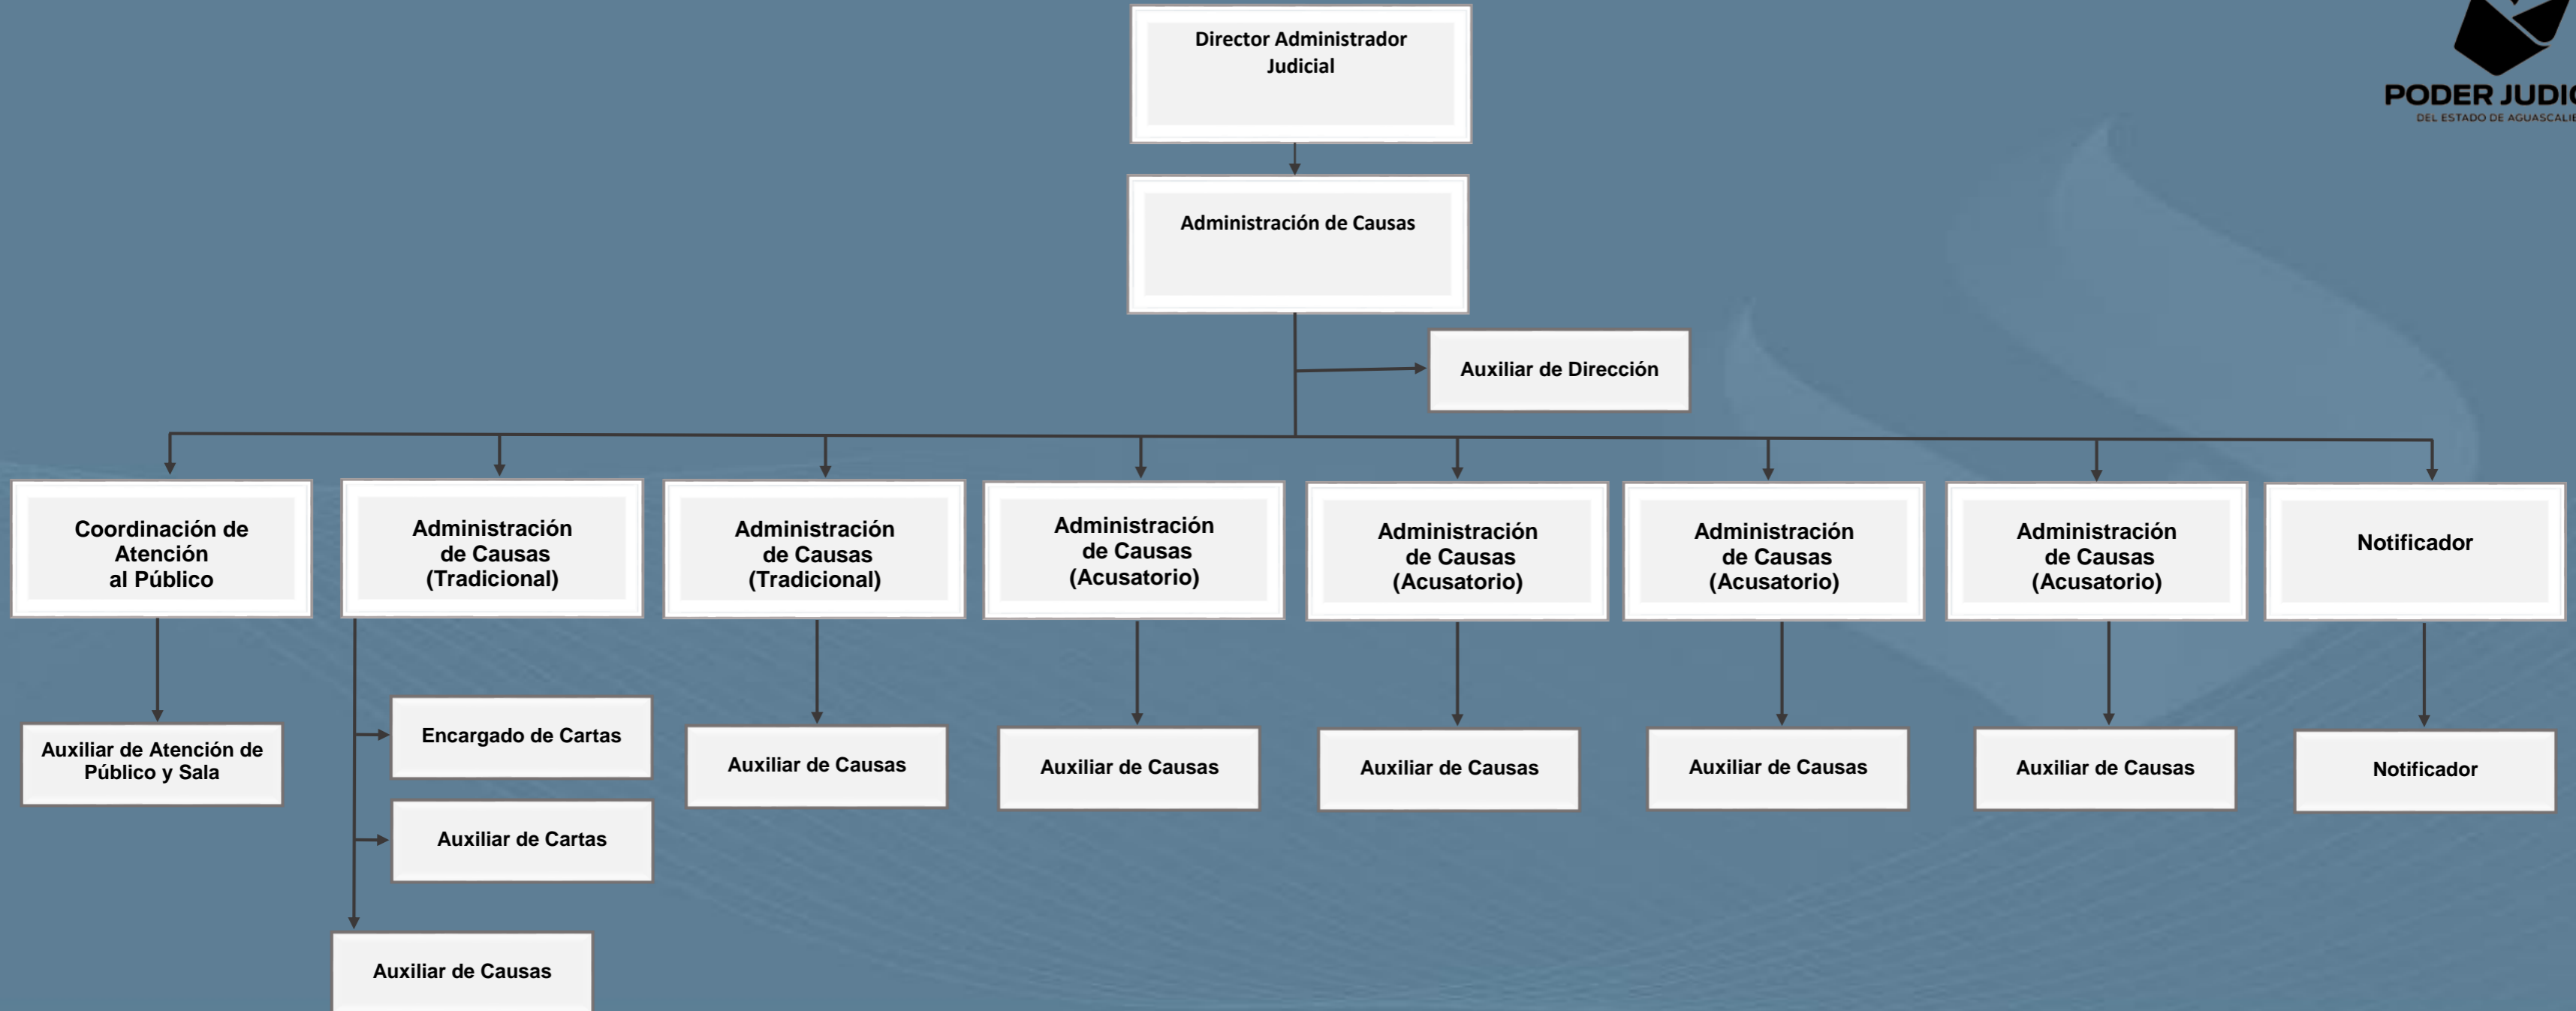 Director Administrador
Judicial
PODER JUDIC
DEL ESTADO DE AGUASCALIE
Administración de Causas
Auxiliar de Dirección
Coordinación de
Atención
al Público
Administración
de Causas
(Tradicional)
Administración
de Causas
(Tradicional)
Administración
de Causas
(Acusatorio)
Administración
de Causas
(Acusatorio)
Administración
de Causas
(Acusatorio)
Administración
de Causas
(Acusatorio)
Notificador
Auxiliar de Atención de
Público y Sala
Encargado de Cartas
Auxiliar de Cartas
Auxiliar de Causas
Auxiliar de Causas
Auxiliar de Causas
Auxiliar de Causas
Auxiliar de Causas
Auxiliar de Causas
Notificador